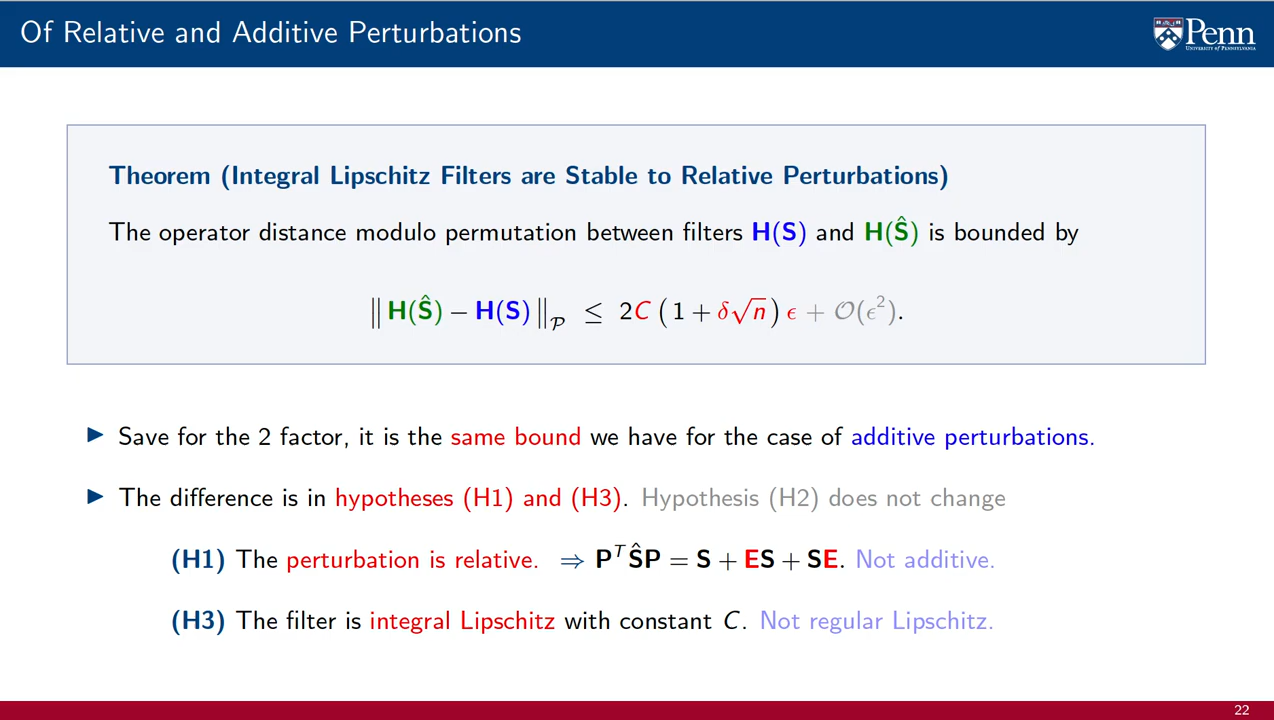 Of Relative and Additive Perturbations
Penn
UNIVERSITY of PENNSYLVANIA
Theorem (Integral Lipschitz Filters are Stable to Relative Perturbations)
The operator distance modulo permutation between filters H(S) and H(Ŝ) is bounded by
‖ H(Ŝ) − H(S) ‖_𝒫 ≤ 2C ( 1 + δ√n ) ϵ + 𝒪(ϵ²).
▶ Save for the 2 factor, it is the same bound we have for the case of additive perturbations.
▶ The difference is in hypotheses (H1) and (H3). Hypothesis (H2) does not change
(H1) The perturbation is relative. ⇒ PᵀŜP = S + ES + SE. Not additive.
(H3) The filter is integral Lipschitz with constant C. Not regular Lipschitz.
22